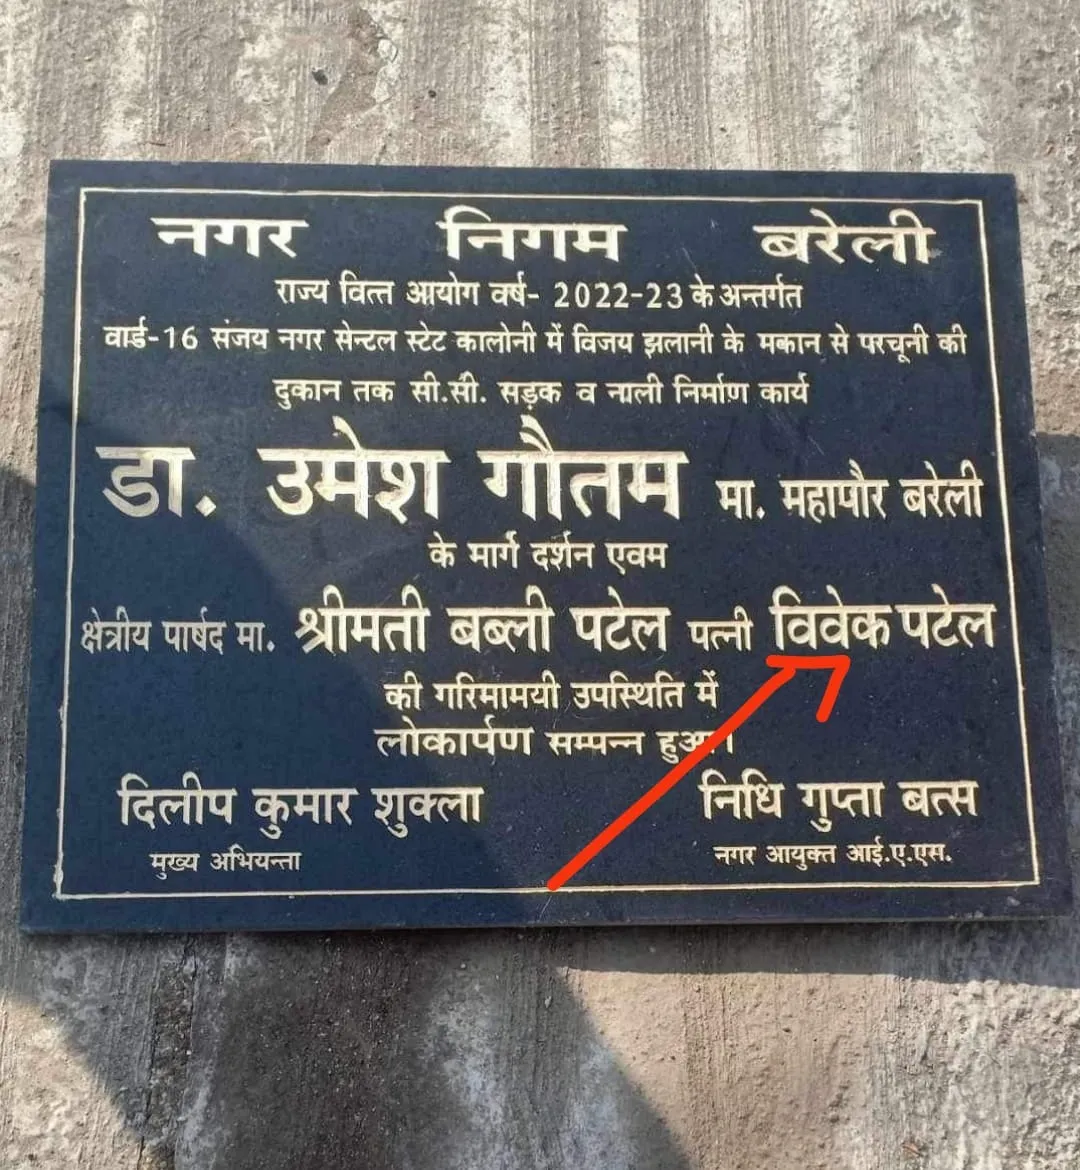 नगर निगम बरेली
राज्य वित्त आयोग वर्ष- 2022-23 के अन्तर्गत
वार्ड-16 संजय नगर सेन्टल स्टेट कालोनी में विजय झलानी के मकान से परचूनी की
दुकान तक सी.सी. सड़क व नाली निर्माण कार्य
डा. उमेश गौतम मा. महापौर बरेली
के मार्ग दर्शन एवम
क्षेत्रीय पार्षद मा. श्रीमती बब्ली पटेल पत्नी विवेक पटेल
की गरिमामयी उपस्थिति में
लोकार्पण सम्पन्न हुआ।
दिलीप कुमार शुक्ला निधि गुप्ता बत्स
मुख्य अभियन्ता नगर आयुक्त आई.ए.एस.